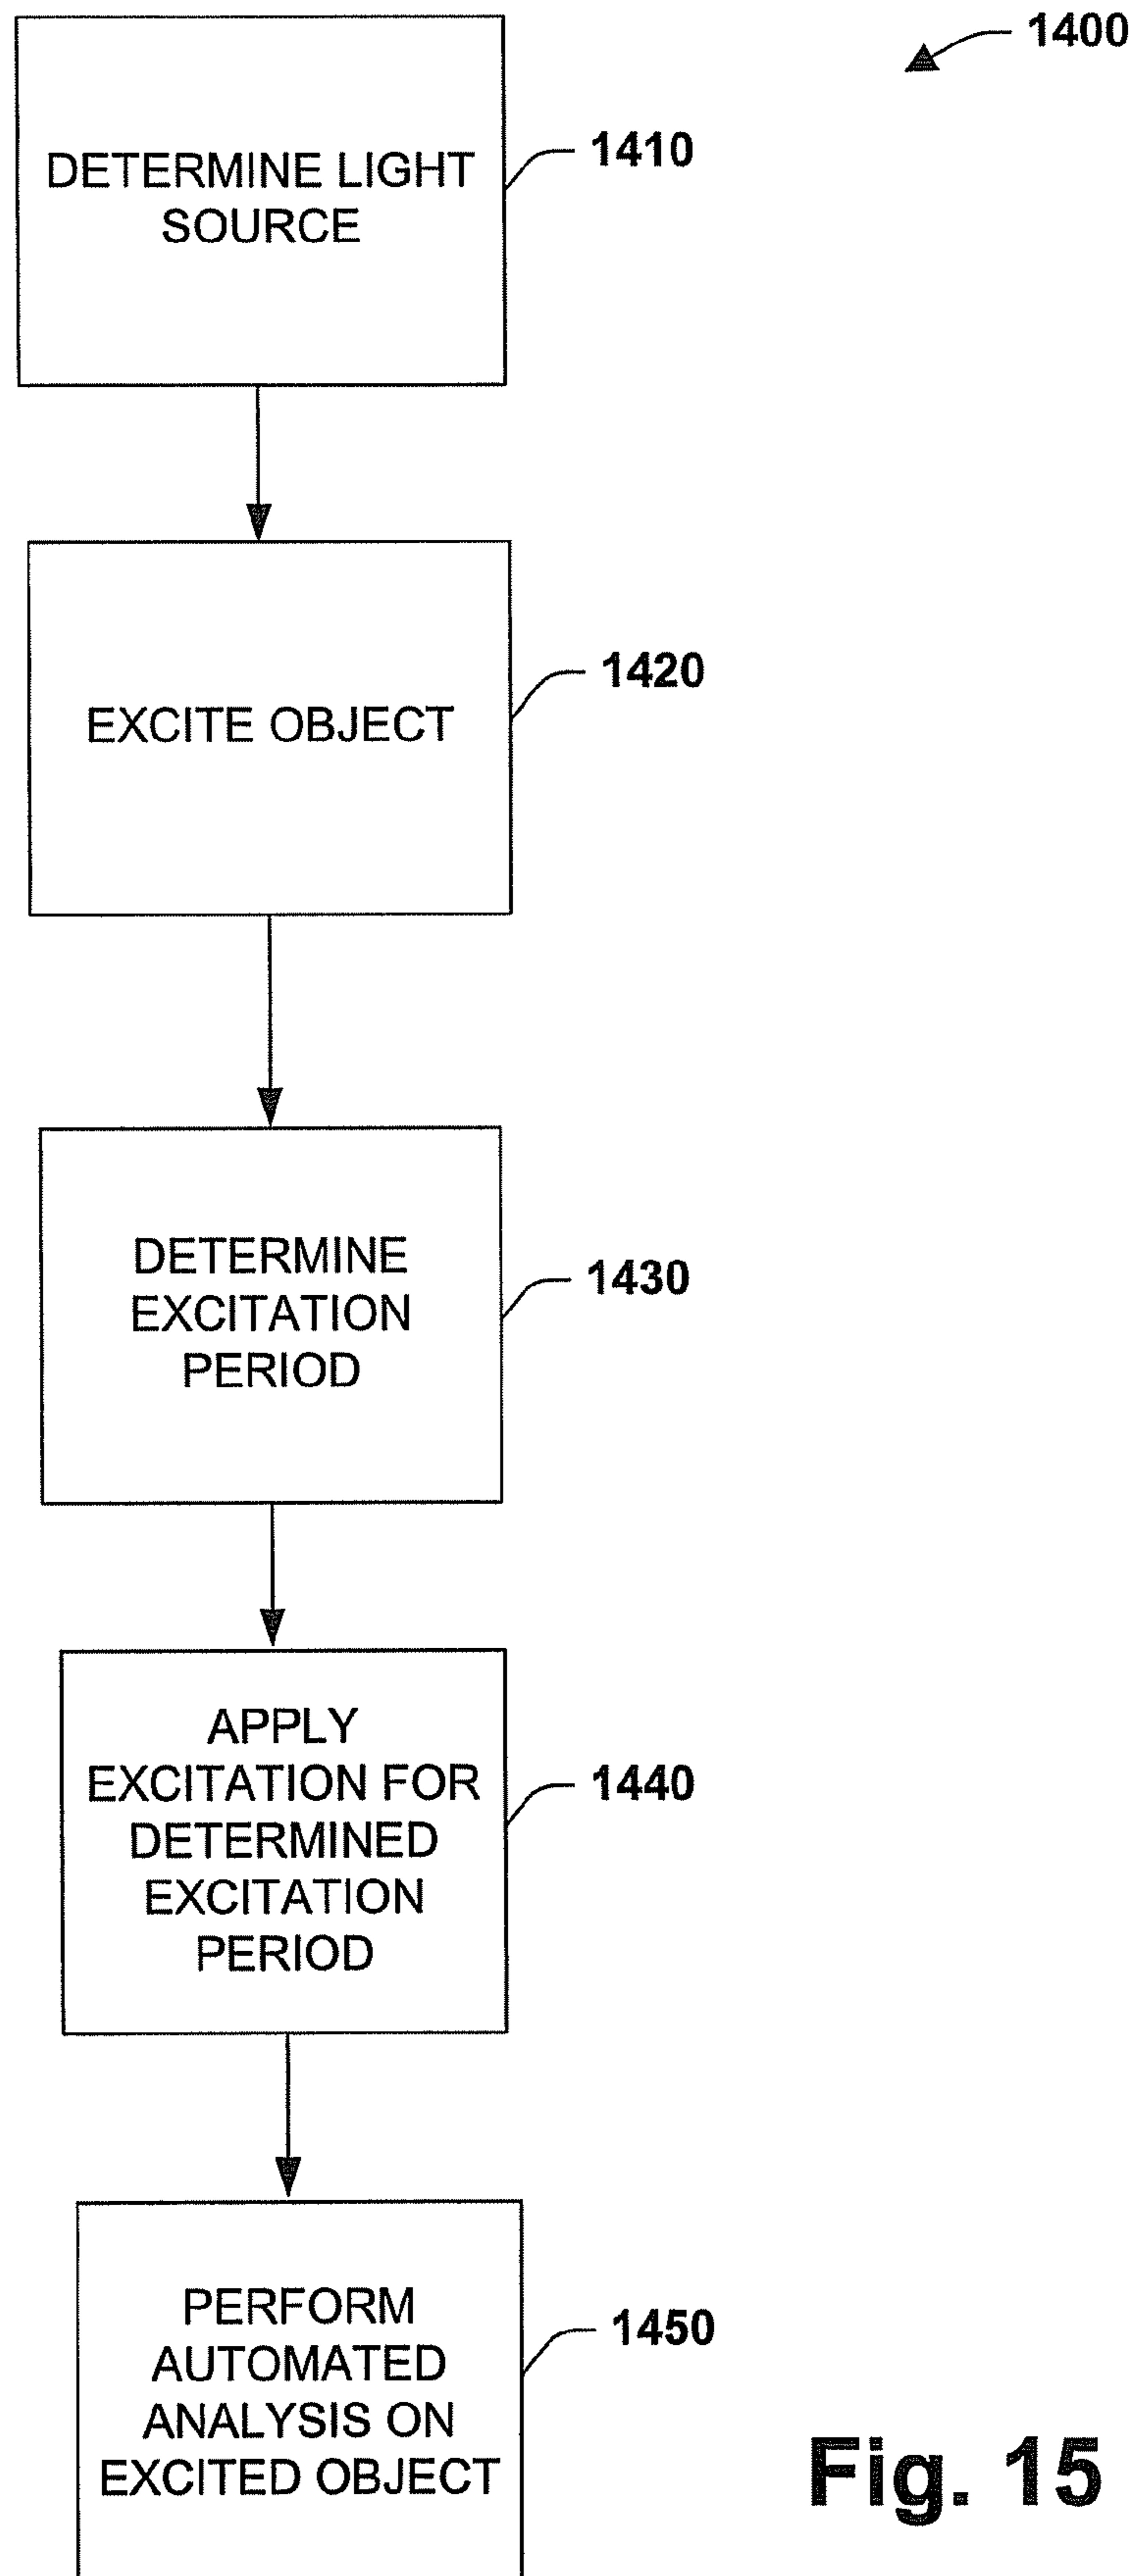 1400
DETERMINE LIGHT
SOURCE
1410
EXCITE OBJECT
1420
DETERMINE
EXCITATION
PERIOD
1430
APPLY
EXCITATION FOR
DETERMINED
EXCITATION
PERIOD
1440
PERFORM
AUTOMATED
ANALYSIS ON
EXCITED OBJECT
1450
Fig. 15